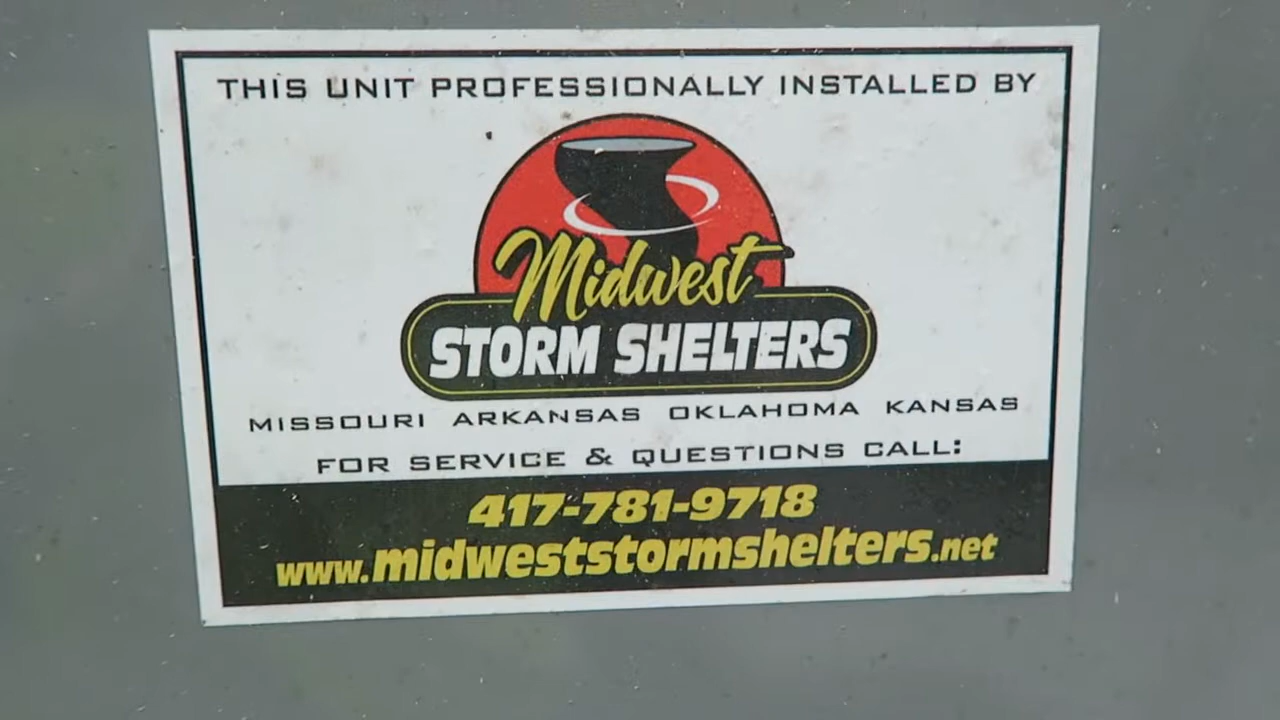 THIS UNIT PROFESSIONALLY INSTALLED BY
Midwest
STORM SHELTERS
MISSOURI ARKANSAS OKLAHOMA KANSAS
FOR SERVICE & QUESTIONS CALL:
417-781-9718
www.midweststormshelters.net